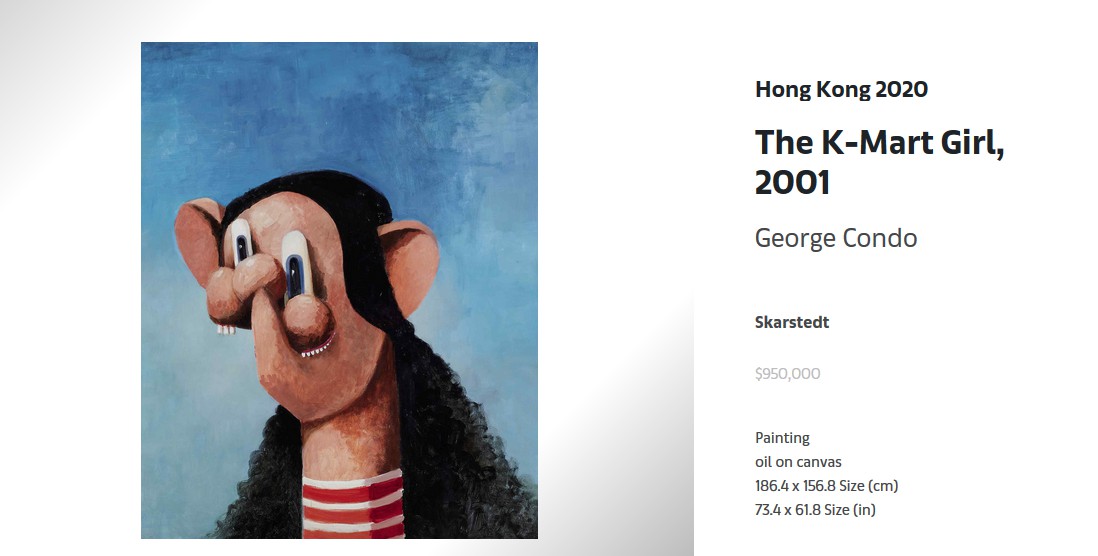 Hong Kong 2020
The K-Mart Girl,
2001
George Condo
Skarstedt
$950,000
Painting
oil on canvas
186.4 x 156.8 Size (cm)
73.4 x 61.8 Size (in)